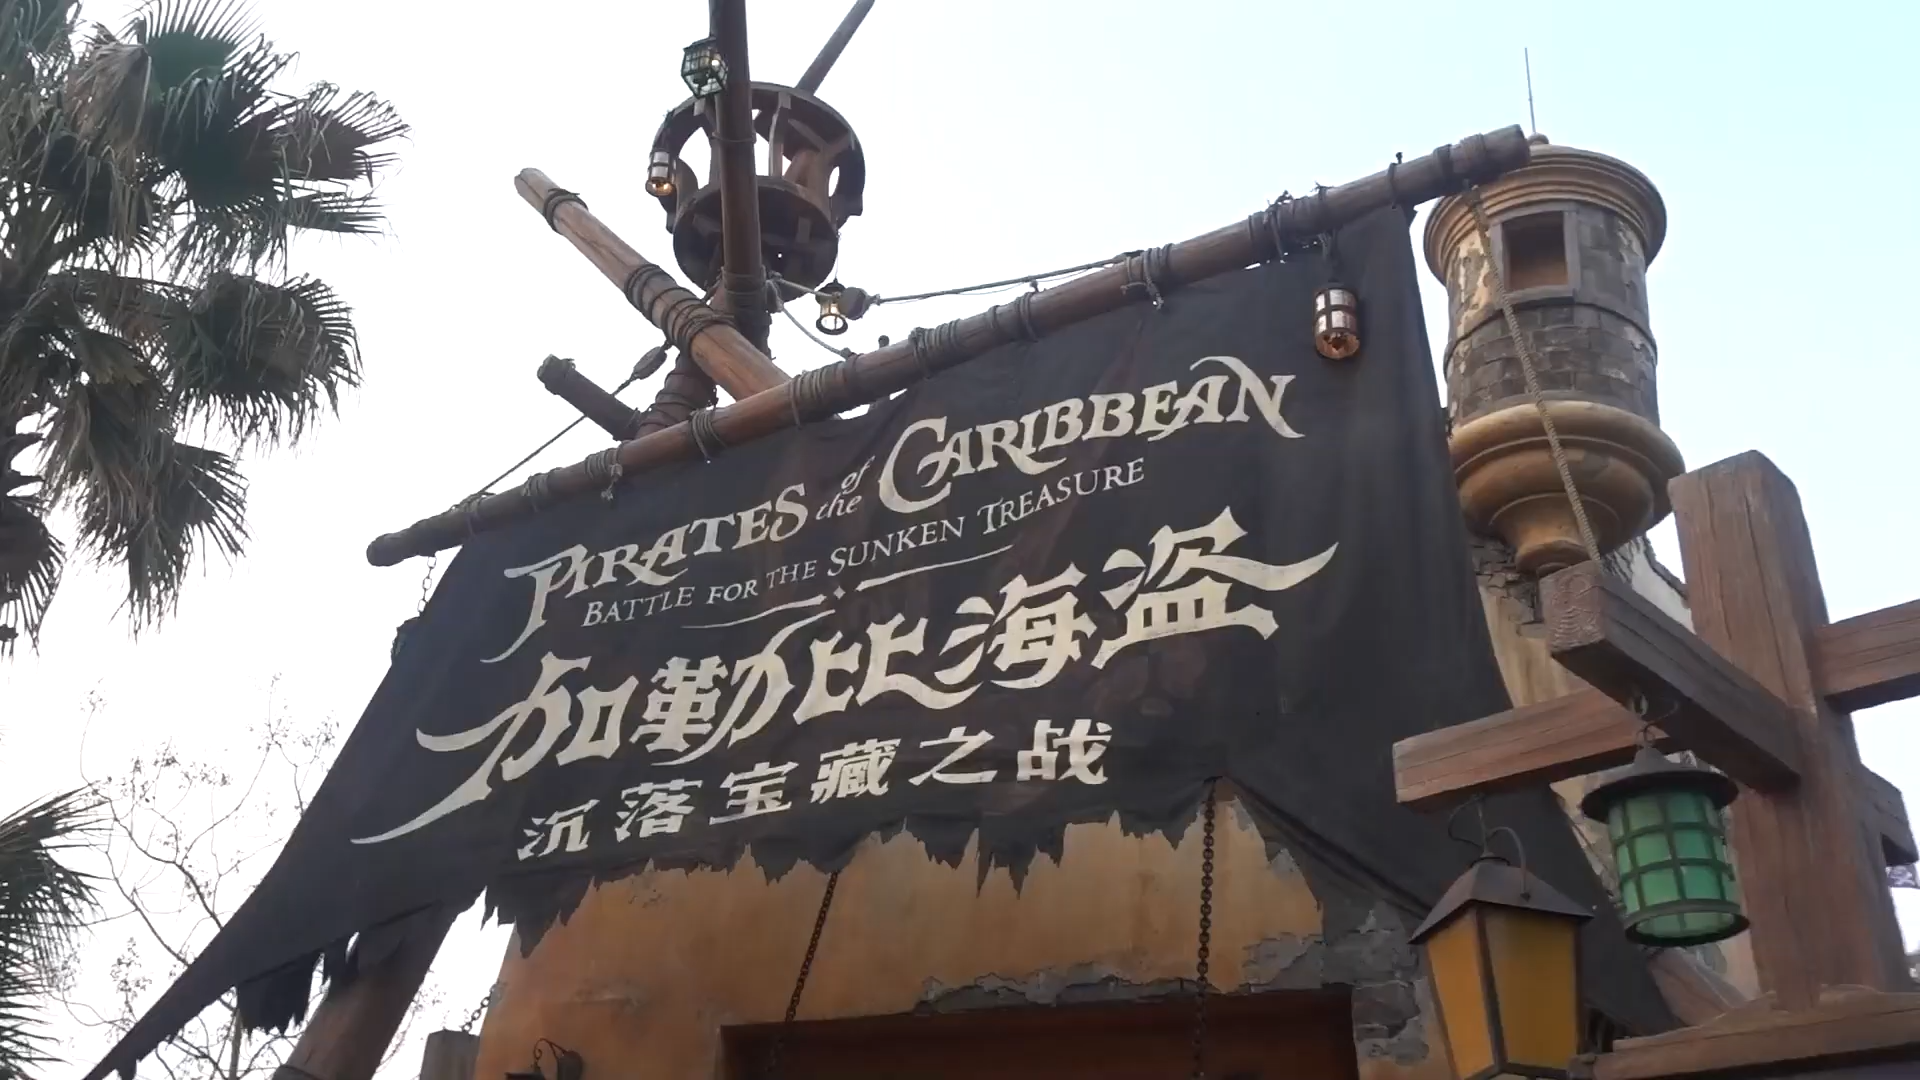 PIRATES of the CARIBBEAN
BATTLE FOR THE SUNKEN TREASURE
加勒比海盗
沉落宝藏之战